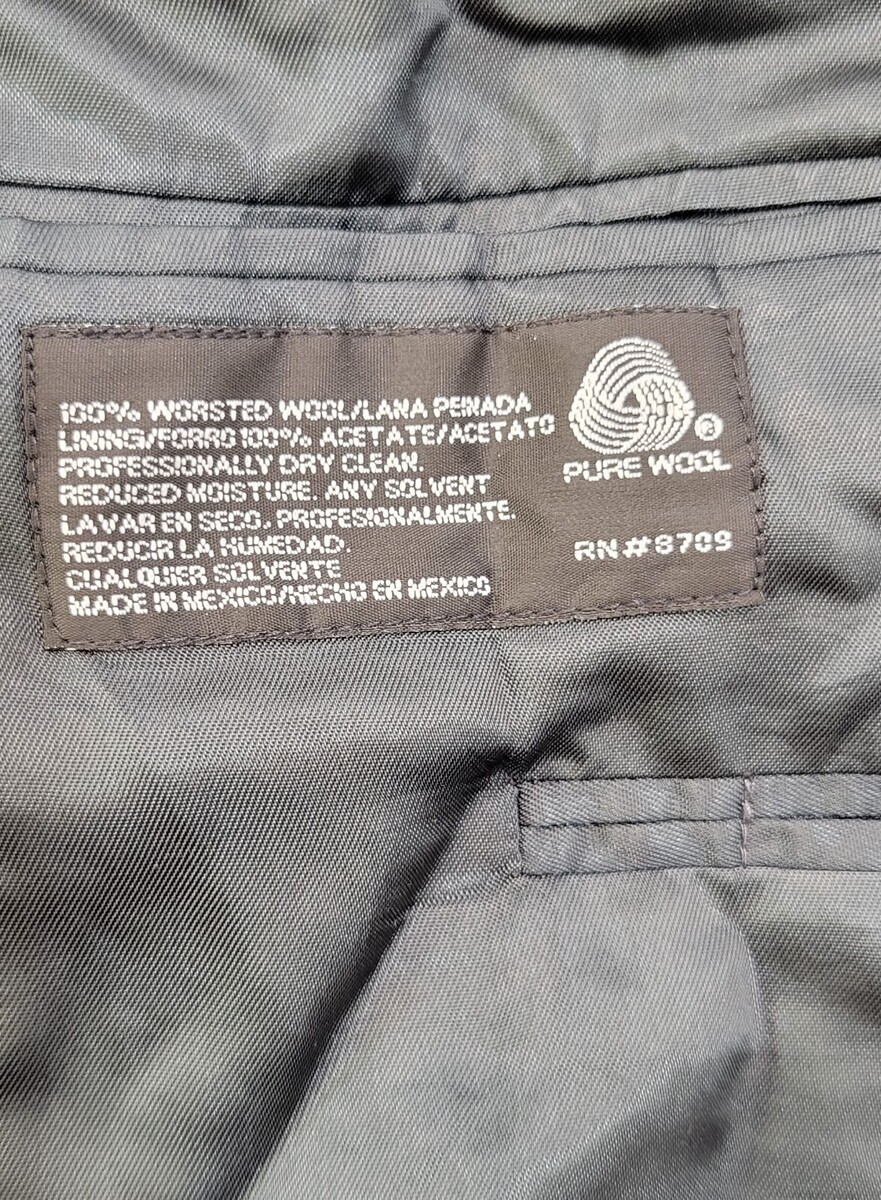 100% WORSTED WOOL/LANA PEINADA
LINING/FORRO 100% ACETATE/ACETATO
PROFESSIONALLY DRY CLEAN.
REDUCED MOISTURE. ANY SOLVENT
LAVAR EN SECO. PROFESIONALMENTE.
REDUCIR LA HUMEDAD.
CUALQUIER SOLVENTE
MADE IN MEXICO/HECHO EN MEXICO
®
PURE WOOL
RN#8709